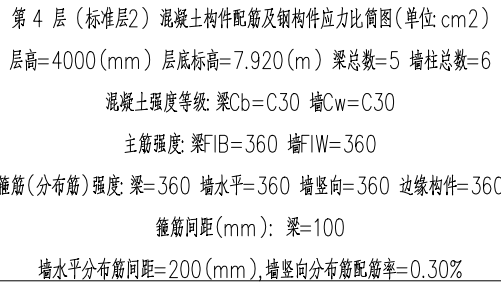 第 4 层 (标准层2) 混凝土构件配筋及钢构件应力比简图(单位:cm2)
层高=4000(mm) 层底标高=7.920(m) 梁总数=5 墙柱总数=6
混凝土强度等级: 梁Cb=C30 墙Cw=C30
主筋强度: 梁FIB=360 墙FIW=360
箍筋(分布筋)强度: 梁=360 墙水平=360 墙竖向=360 边缘构件=360
箍筋间距(mm): 梁=100
墙水平分布筋间距=200(mm),墙竖向分布筋配筋率=0.30%